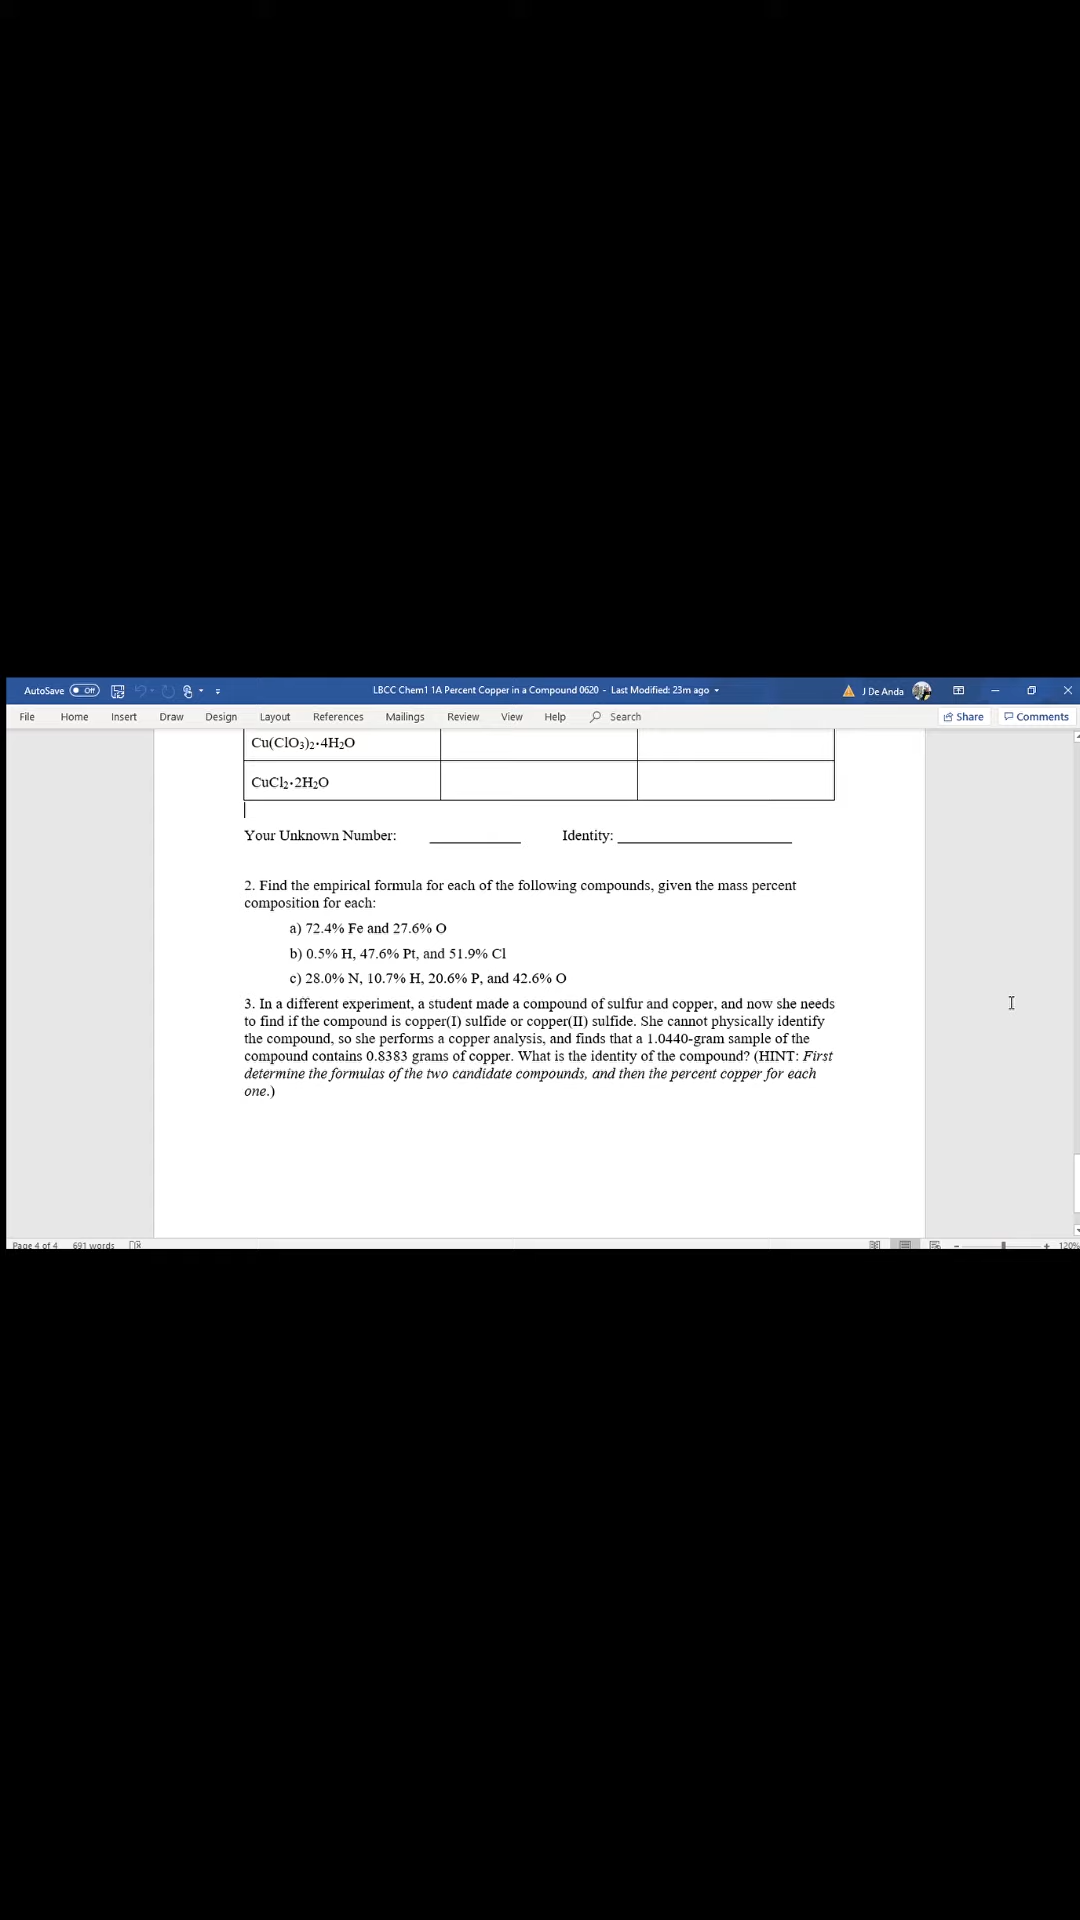 AutoSave Off LBCC Chem1 1A Percent Copper in a Compound 0620 - Last Modified: 23m ago J De Anda
File Home Insert Draw Design Layout References Mailings Review View Help Search Share Comments
Cu(ClO₃)₂·4H₂O
CuCl₂·2H₂O
Your Unknown Number: ____________ Identity: _______________________
2. Find the empirical formula for each of the following compounds, given the mass percent
composition for each:
a) 72.4% Fe and 27.6% O
b) 0.5% H, 47.6% Pt, and 51.9% Cl
c) 28.0% N, 10.7% H, 20.6% P, and 42.6% O
3. In a different experiment, a student made a compound of sulfur and copper, and now she needs
to find if the compound is copper(I) sulfide or copper(II) sulfide. She cannot physically identify
the compound, so she performs a copper analysis, and finds that a 1.0440-gram sample of the
compound contains 0.8383 grams of copper. What is the identity of the compound? (HINT: First
determine the formulas of the two candidate compounds, and then the percent copper for each
one.)
Page 4 of 4 691 words 120%